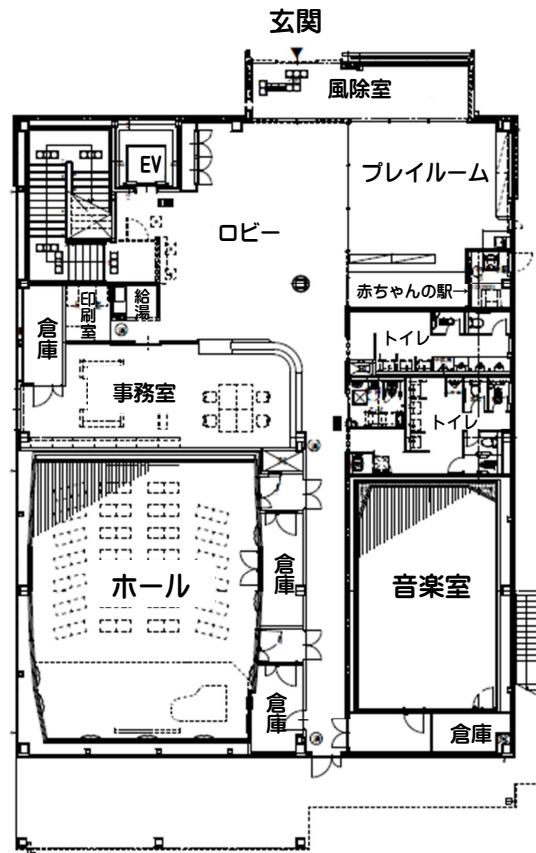 玄関
風除室
EV
プレイルーム
ロビー
赤ちゃんの駅→
印刷室
給湯
倉庫
トイレ
事務室
トイレ
ホール
倉庫
音楽室
倉庫
倉庫